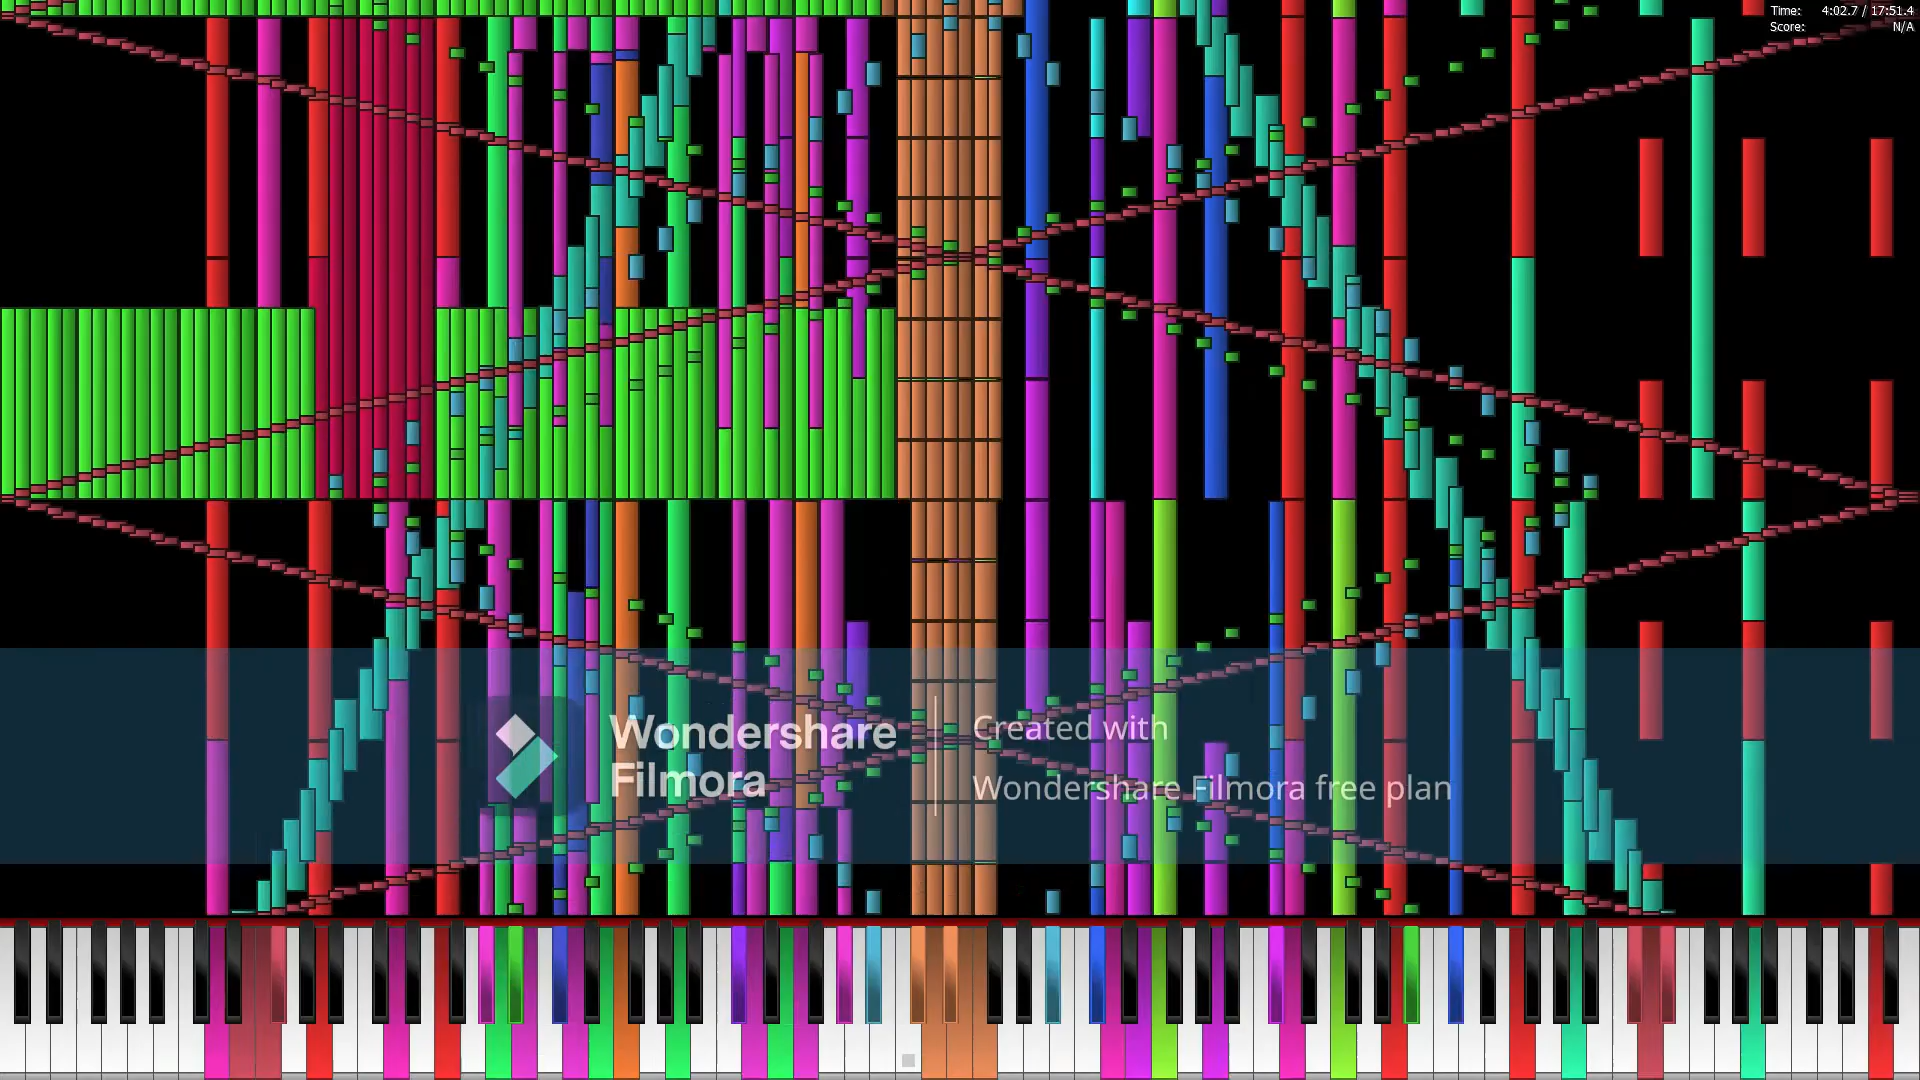 Time: 4:02.7 / 17:51.4
Score: N/A
Wondershare
Filmora
Created with
Wondershare Filmora free plan